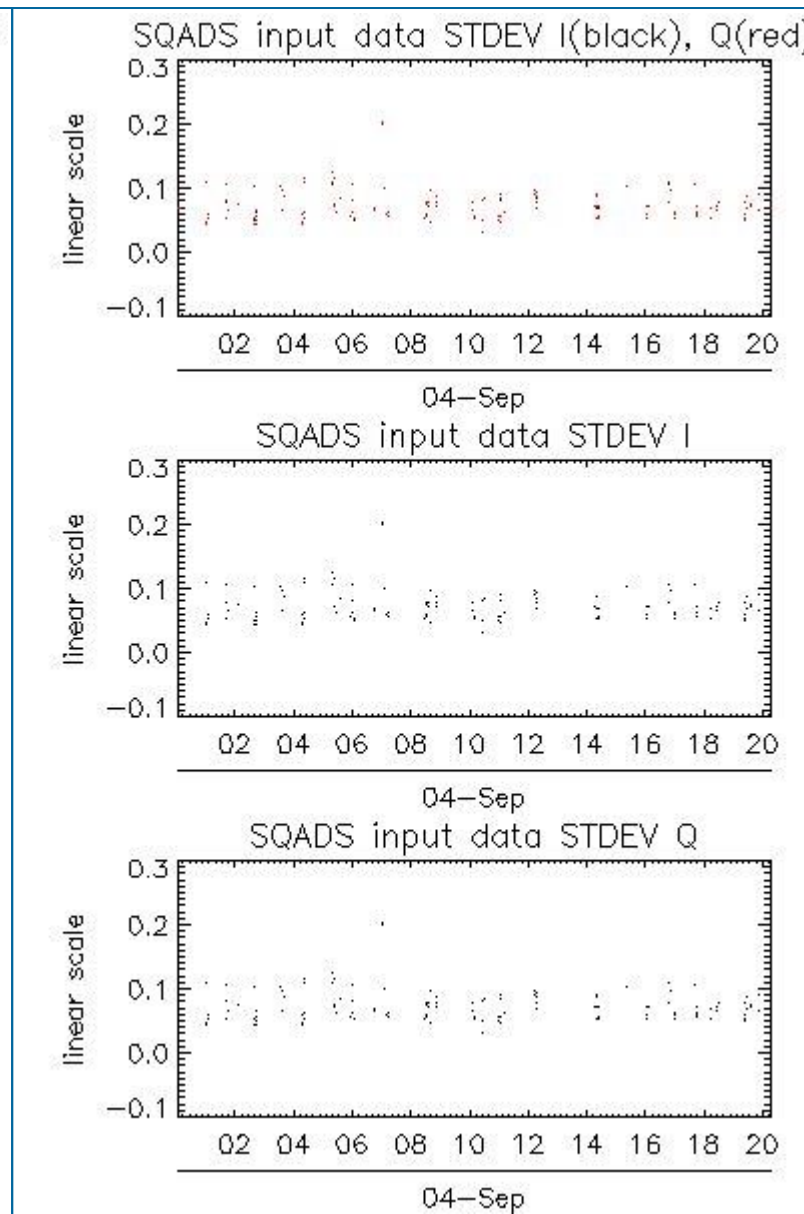 SQADS input data STDEV I(black), Q(red)
0.3
0.2
0.1
0.0
-0.1
linear scale
02 04 06 08 10 12 14 16 18 20
04-Sep
SQADS input data STDEV I
0.3
0.2
0.1
0.0
-0.1
linear scale
02 04 06 08 10 12 14 16 18 20
04-Sep
SQADS input data STDEV Q
0.3
0.2
0.1
0.0
-0.1
linear scale
02 04 06 08 10 12 14 16 18 20
04-Sep